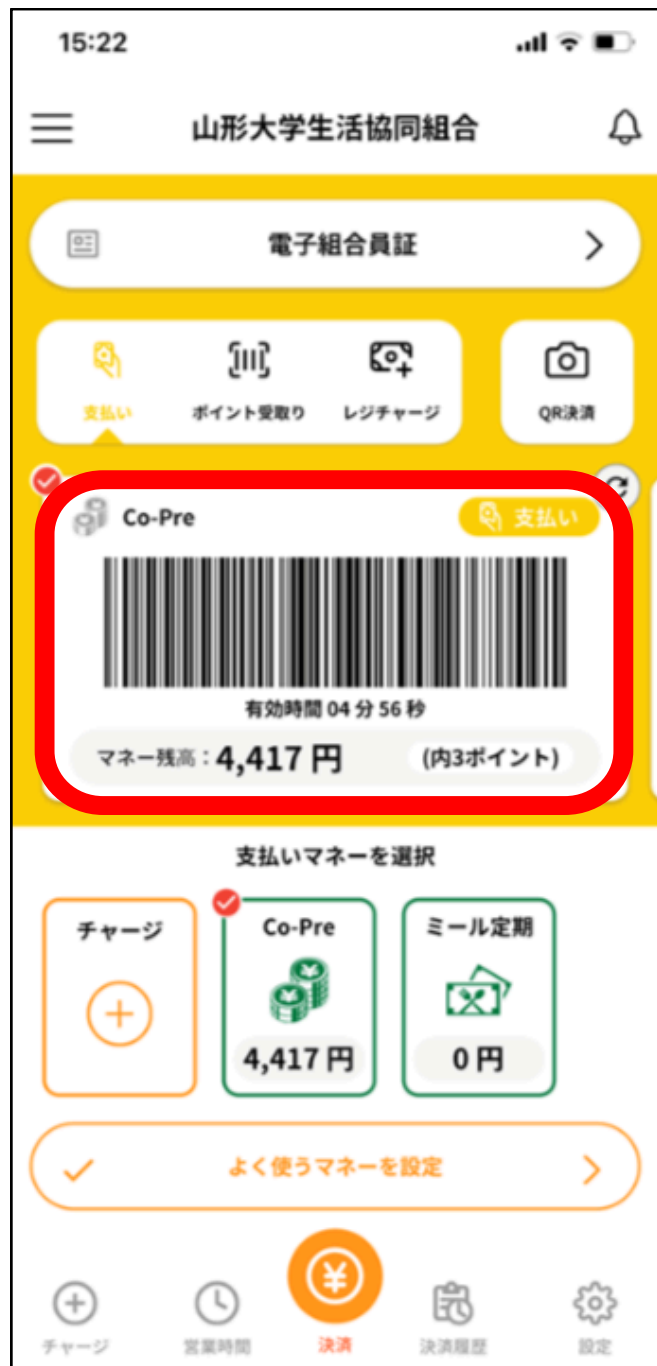 15:22
山形大学生活協同組合
電子組合員証
支払い ポイント受取り レジチャージ QR決済
Co-Pre 支払い
有効時間 04 分 56 秒
マネー残高：4,417 円 (内3ポイント)
支払いマネーを選択
チャージ Co-Pre ミール定期
4,417 円 0 円
よく使うマネーを設定
チャージ 営業時間 決済 決済履歴 設定